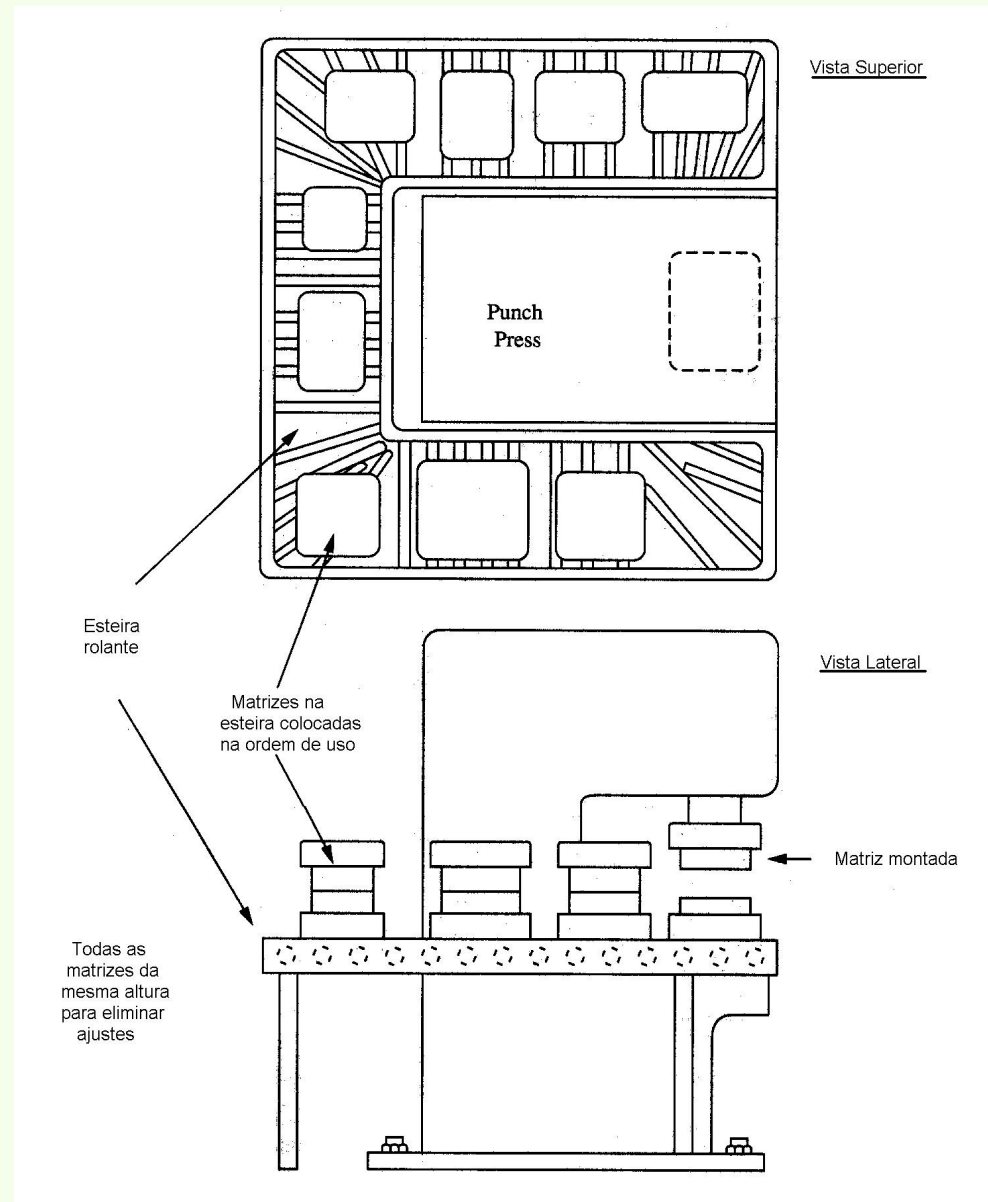 Vista Superior
Punch
Press
Esteira
rolante
Vista Lateral
Matrizes na
esteira colocadas
na ordem de uso
Matriz montada
Todas as
matrizes da
mesma altura
para eliminar
ajustes